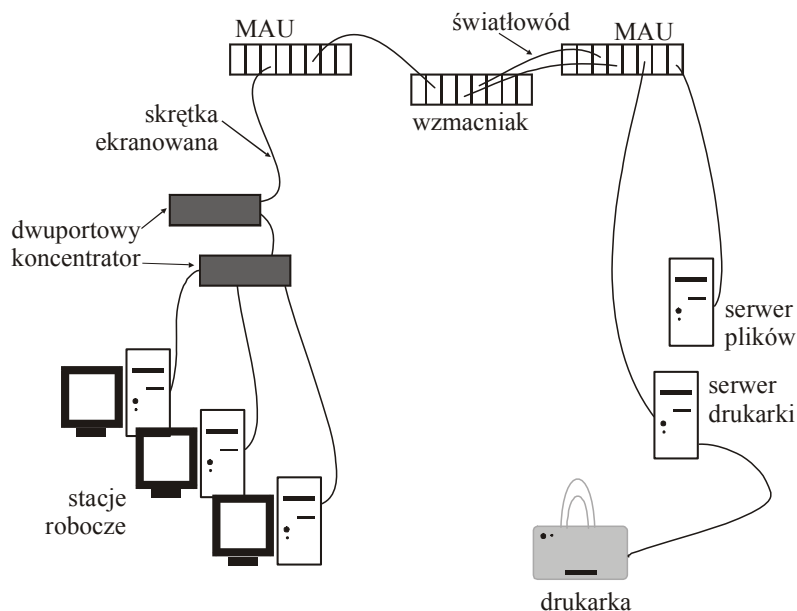 MAU
światłowód
MAU
wzmacniak
skrętka
ekranowana
dwuportowy
koncentrator
serwer
plików
serwer
drukarki
stacje
robocze
drukarka